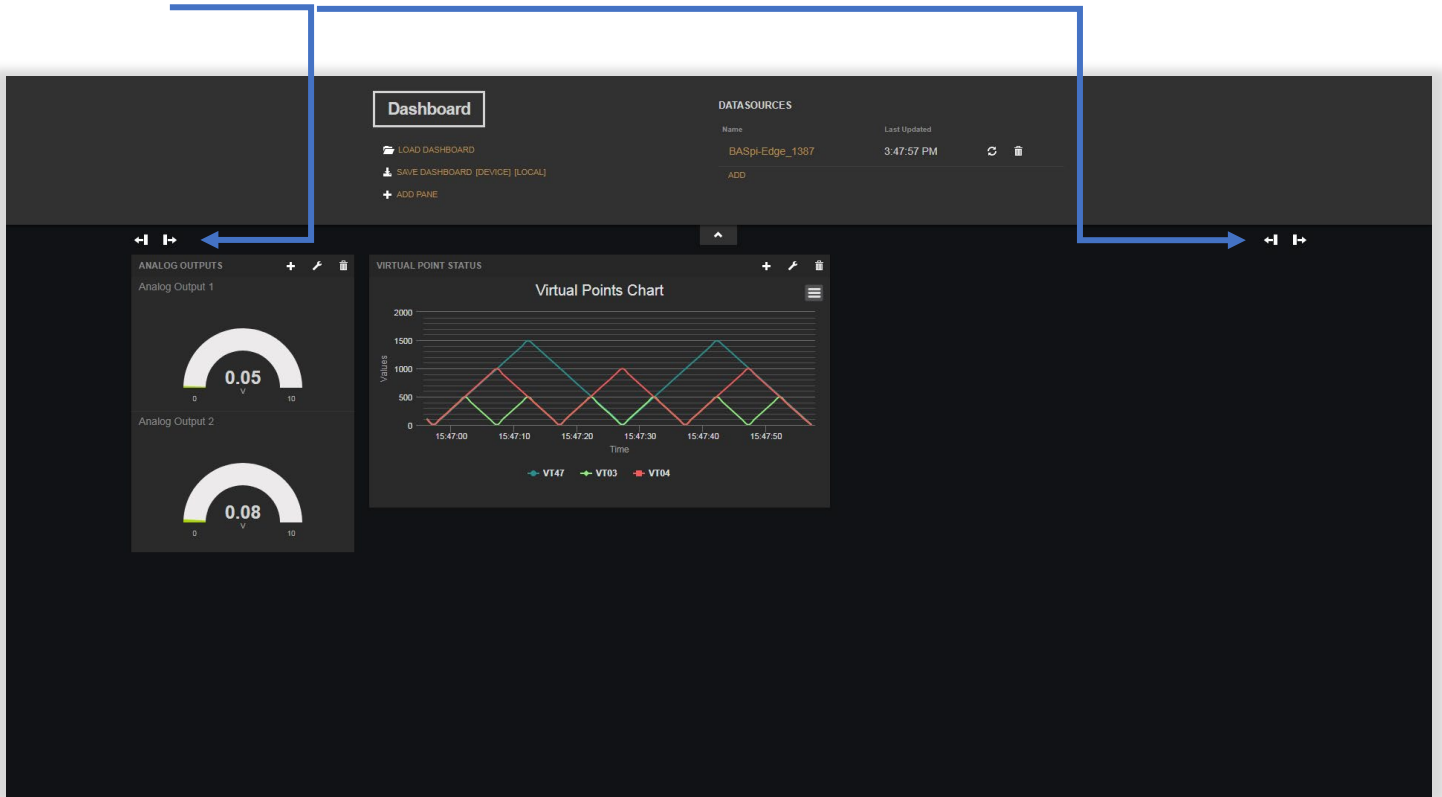 Dashboard
LOAD DASHBOARD
SAVE DASHBOARD [DEVICE] [LOCAL]
ADD PANE
DATASOURCES
Name Last Updated
BASpi-Edge_1387 3:47:57 PM
ADD
ANALOG OUTPUTS
Analog Output 1
0.05
V
0 10
Analog Output 2
0.08
V
0 10
VIRTUAL POINT STATUS
Virtual Points Chart
Values
2000
1500
1000
500
0
15:47:00 15:47:10 15:47:20 15:47:30 15:47:40 15:47:50
Time
VT47 VT03 VT04